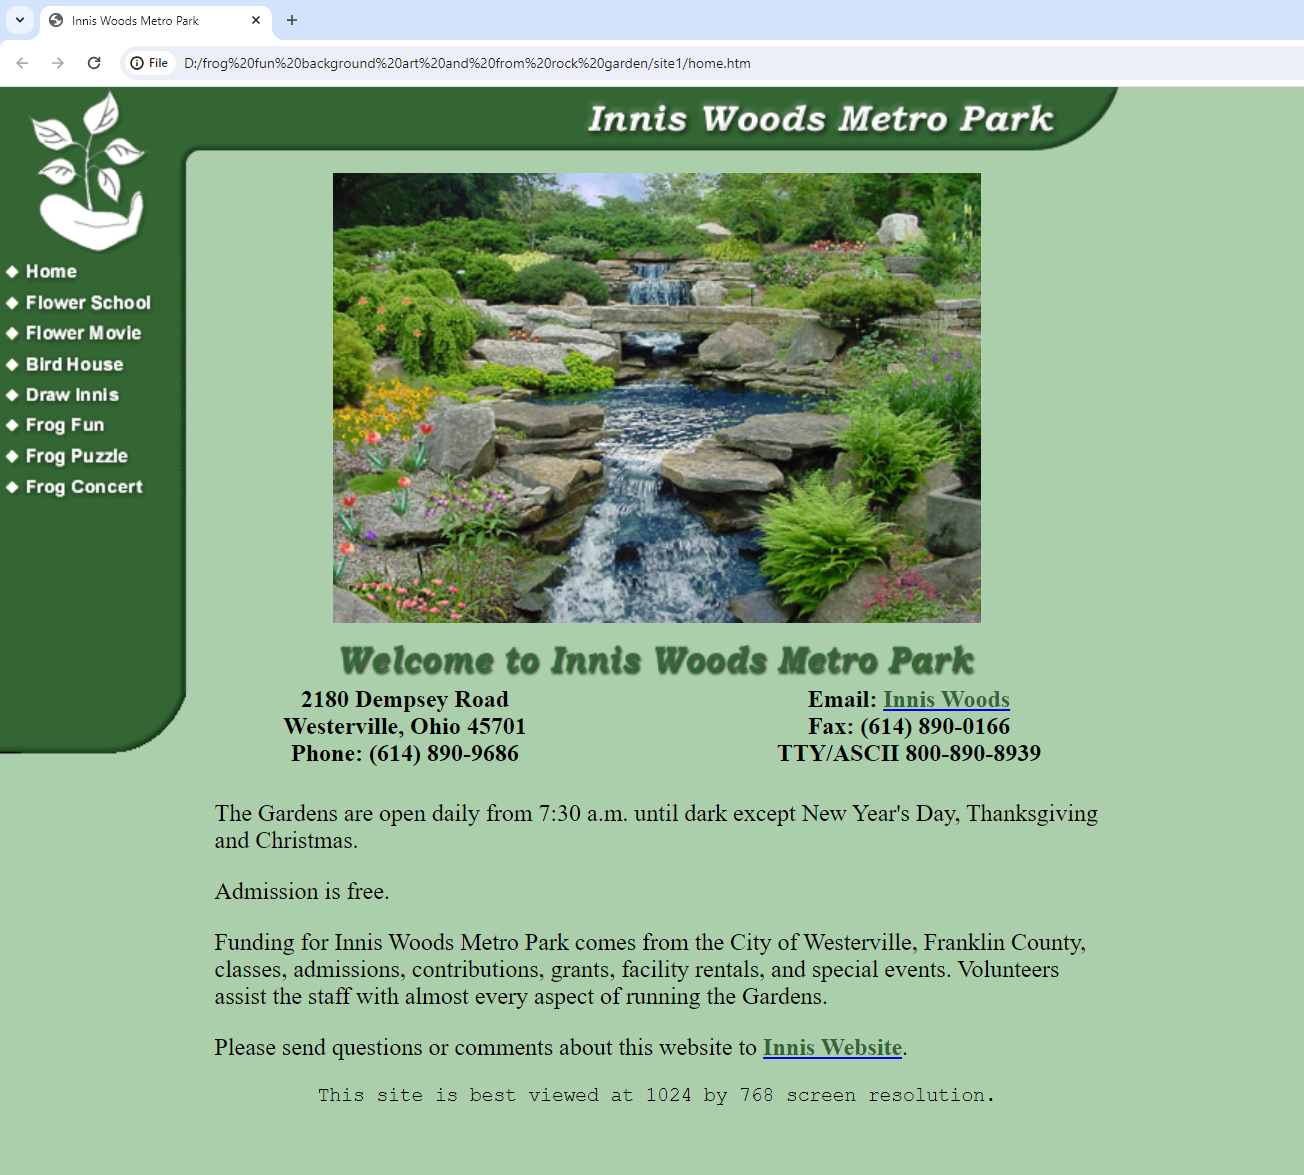 Innis Woods Metro Park
File
D:/frog%20fun%20background%20art%20and%20from%20rock%20garden/site1/home.htm
Innis Woods Metro Park
Home
Flower School
Flower Movie
Bird House
Draw Innis
Frog Fun
Frog Puzzle
Frog Concert
Welcome to Innis Woods Metro Park
2180 Dempsey Road
Westerville, Ohio 45701
Phone: (614) 890-9686
Email: Innis Woods
Fax: (614) 890-0166
TTY/ASCII 800-890-8939
The Gardens are open daily from 7:30 a.m. until dark except New Year's Day, Thanksgiving
and Christmas.
Admission is free.
Funding for Innis Woods Metro Park comes from the City of Westerville, Franklin County,
classes, admissions, contributions, grants, facility rentals, and special events. Volunteers
assist the staff with almost every aspect of running the Gardens.
Please send questions or comments about this website to Innis Website.
This site is best viewed at 1024 by 768 screen resolution.